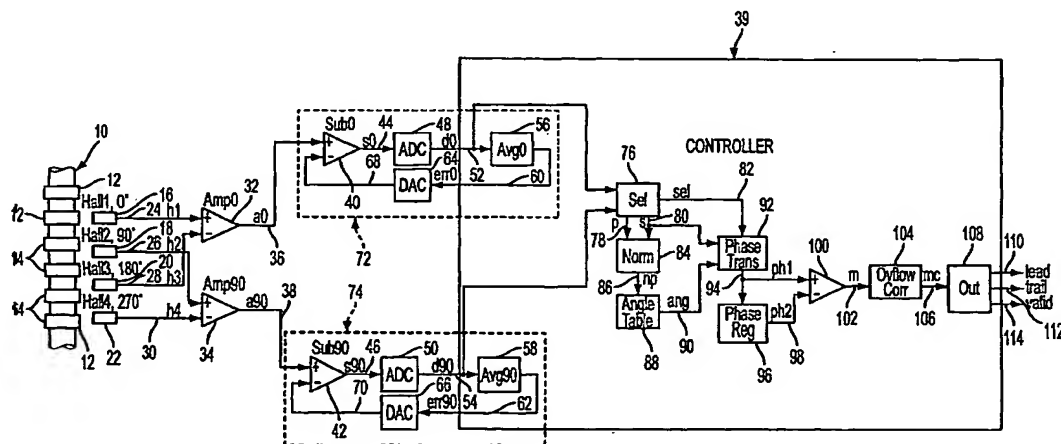 39
10
12
12
14
14
12
Hall1, 0°
16
24
h1
Hall2, 90°
18
26
h2
Hall3, 180°
20
28
h3
Hall4, 270°
22
30
h4
Amp0
32
a0
36
Amp90
34
a90
38
Sub0
s0
44
40
48
ADC
d0
52
56
Avg0
60
64
DAC
err0
68
72
74
Sub90
s90
46
42
50
ADC
d90
54
58
Avg90
62
66
DAC
err90
70
CONTROLLER
76
Sel
sel
82
p
78
s
80
Norm
84
np
86
Angle
Table
88
ang
90
92
Phase
Trans
94
ph1
Phase
Reg
96
ph2
98
100
m
102
104
Ovflow
Corr
mc
106
108
Out
110
lead
trail
valid
112
114